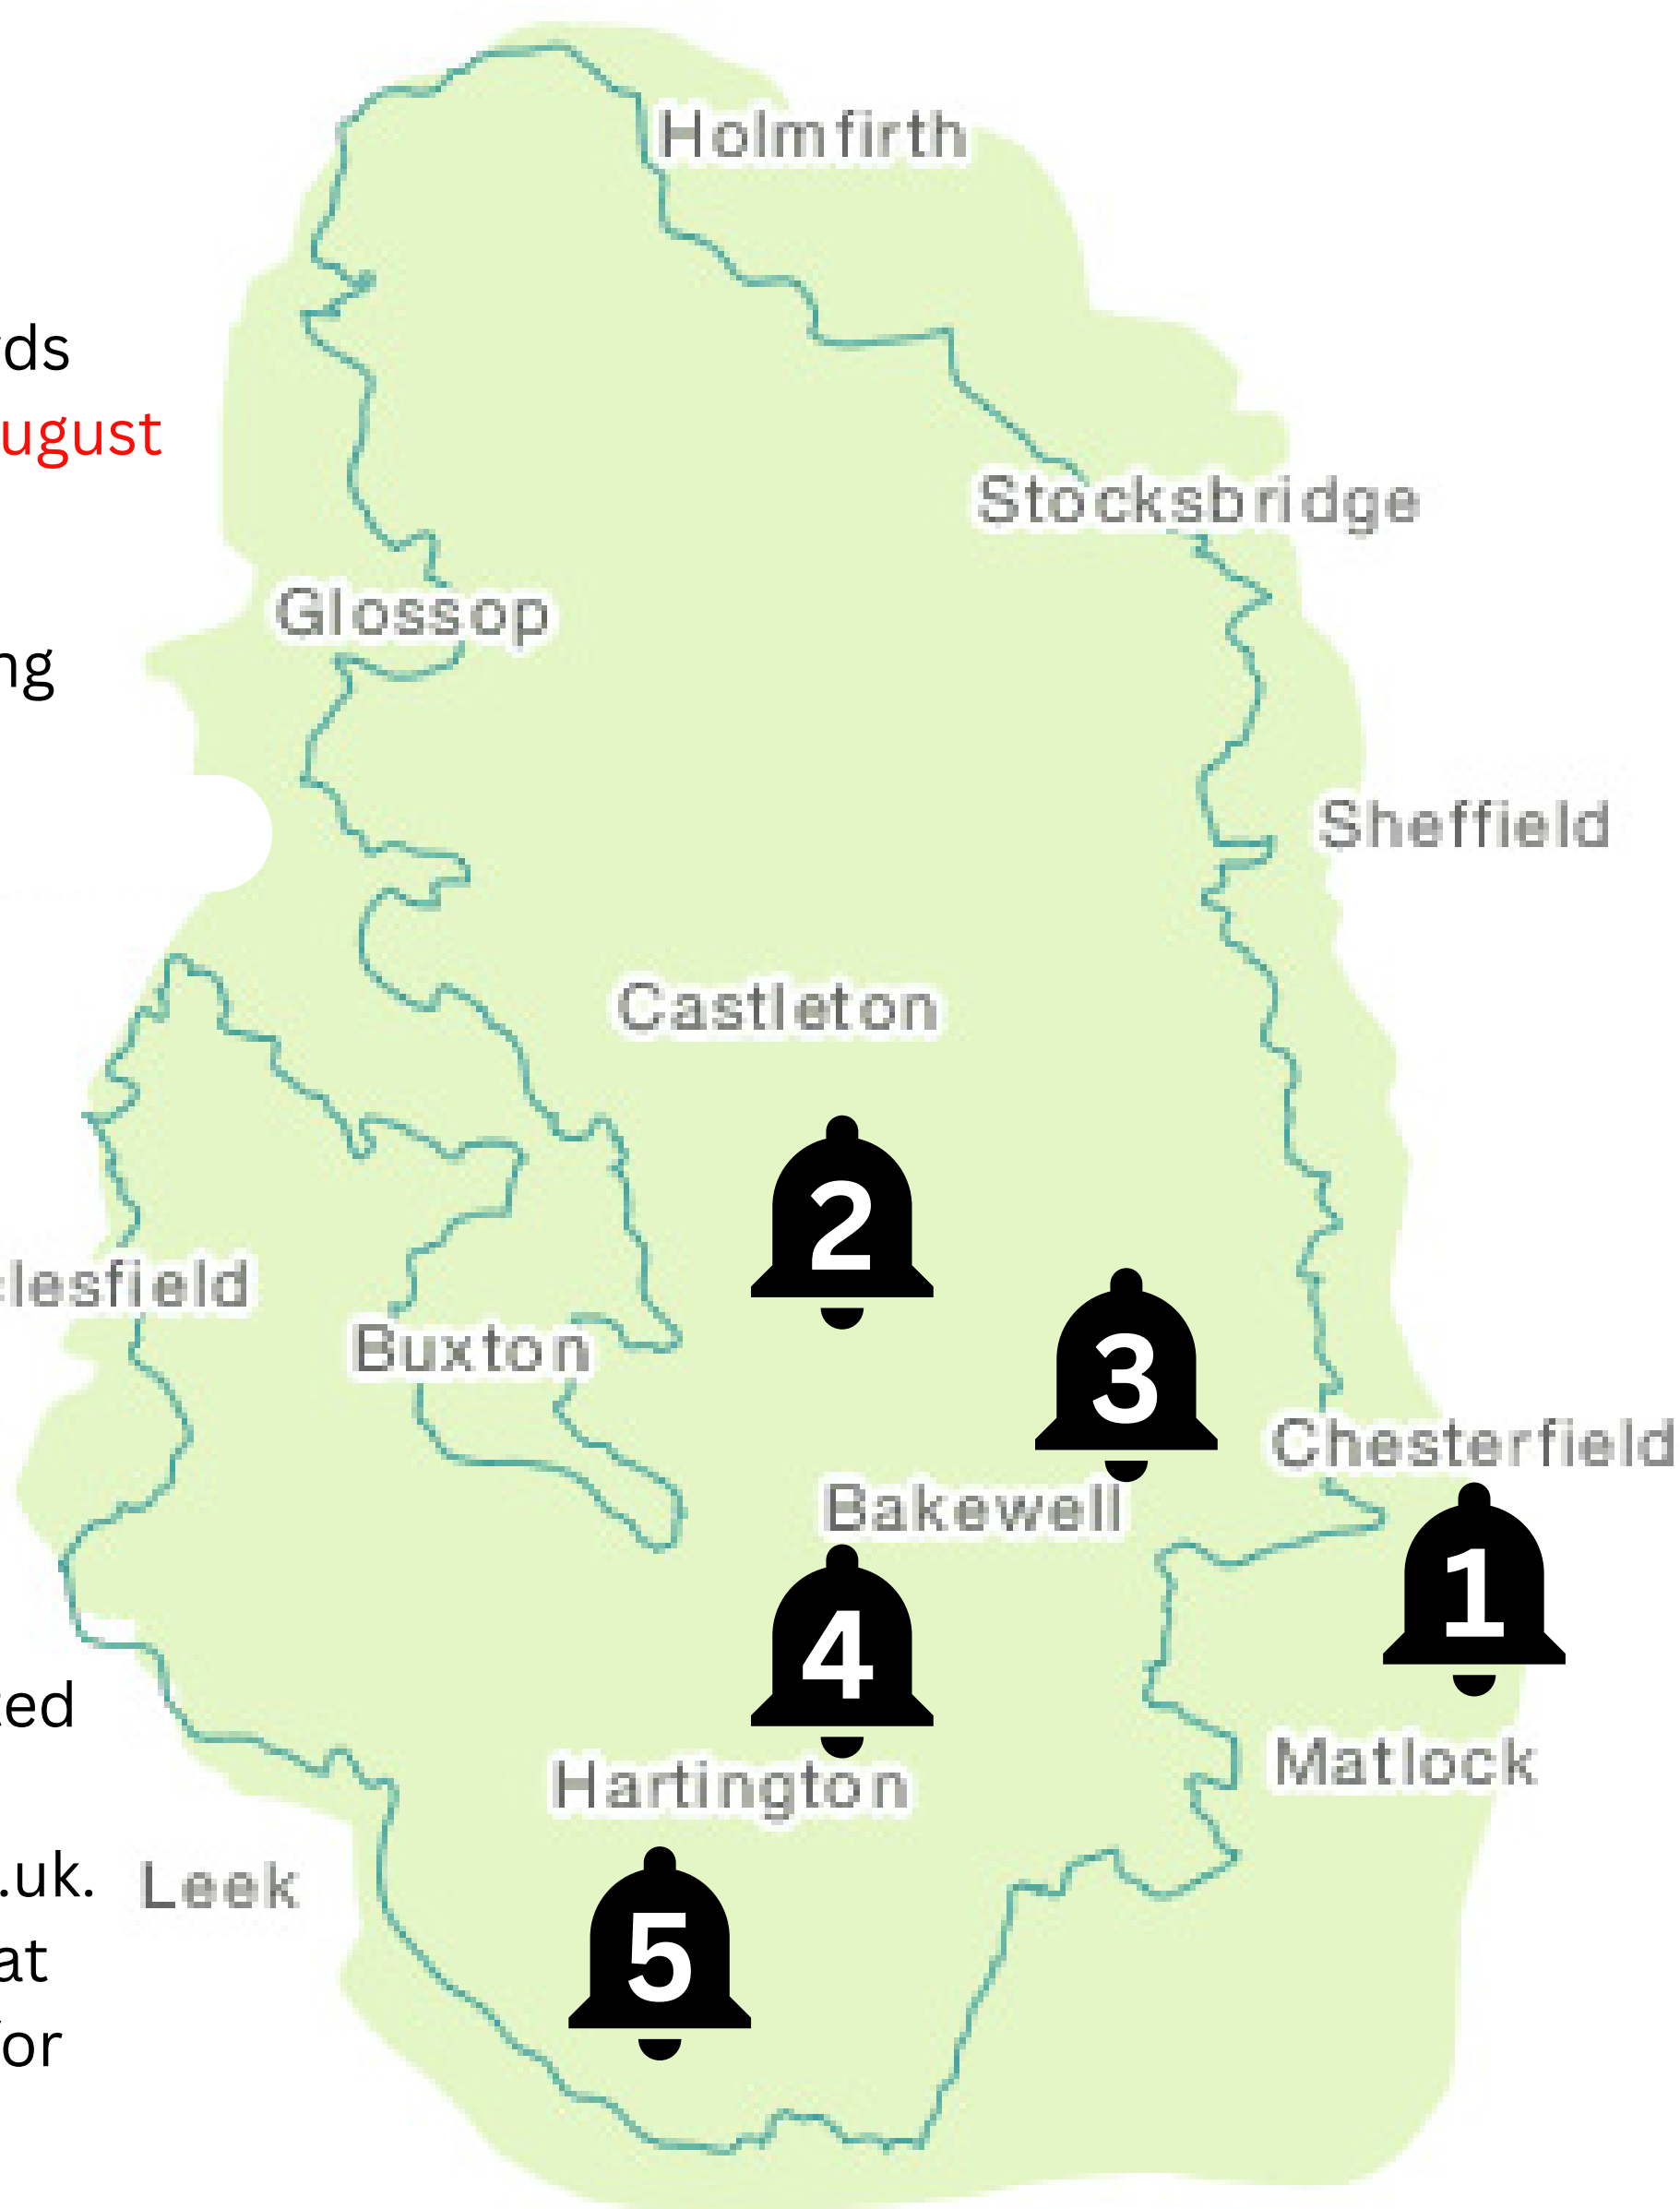 Holmfirth
ds
ugust
Stocksbridge
Glossop
ng
Sheffield
Castleton
2
lesfield
3
Buxton
Chesterfield
Bakewell
1
4
ed
Matlock
Hartington
.uk.
Leek
5
at
for